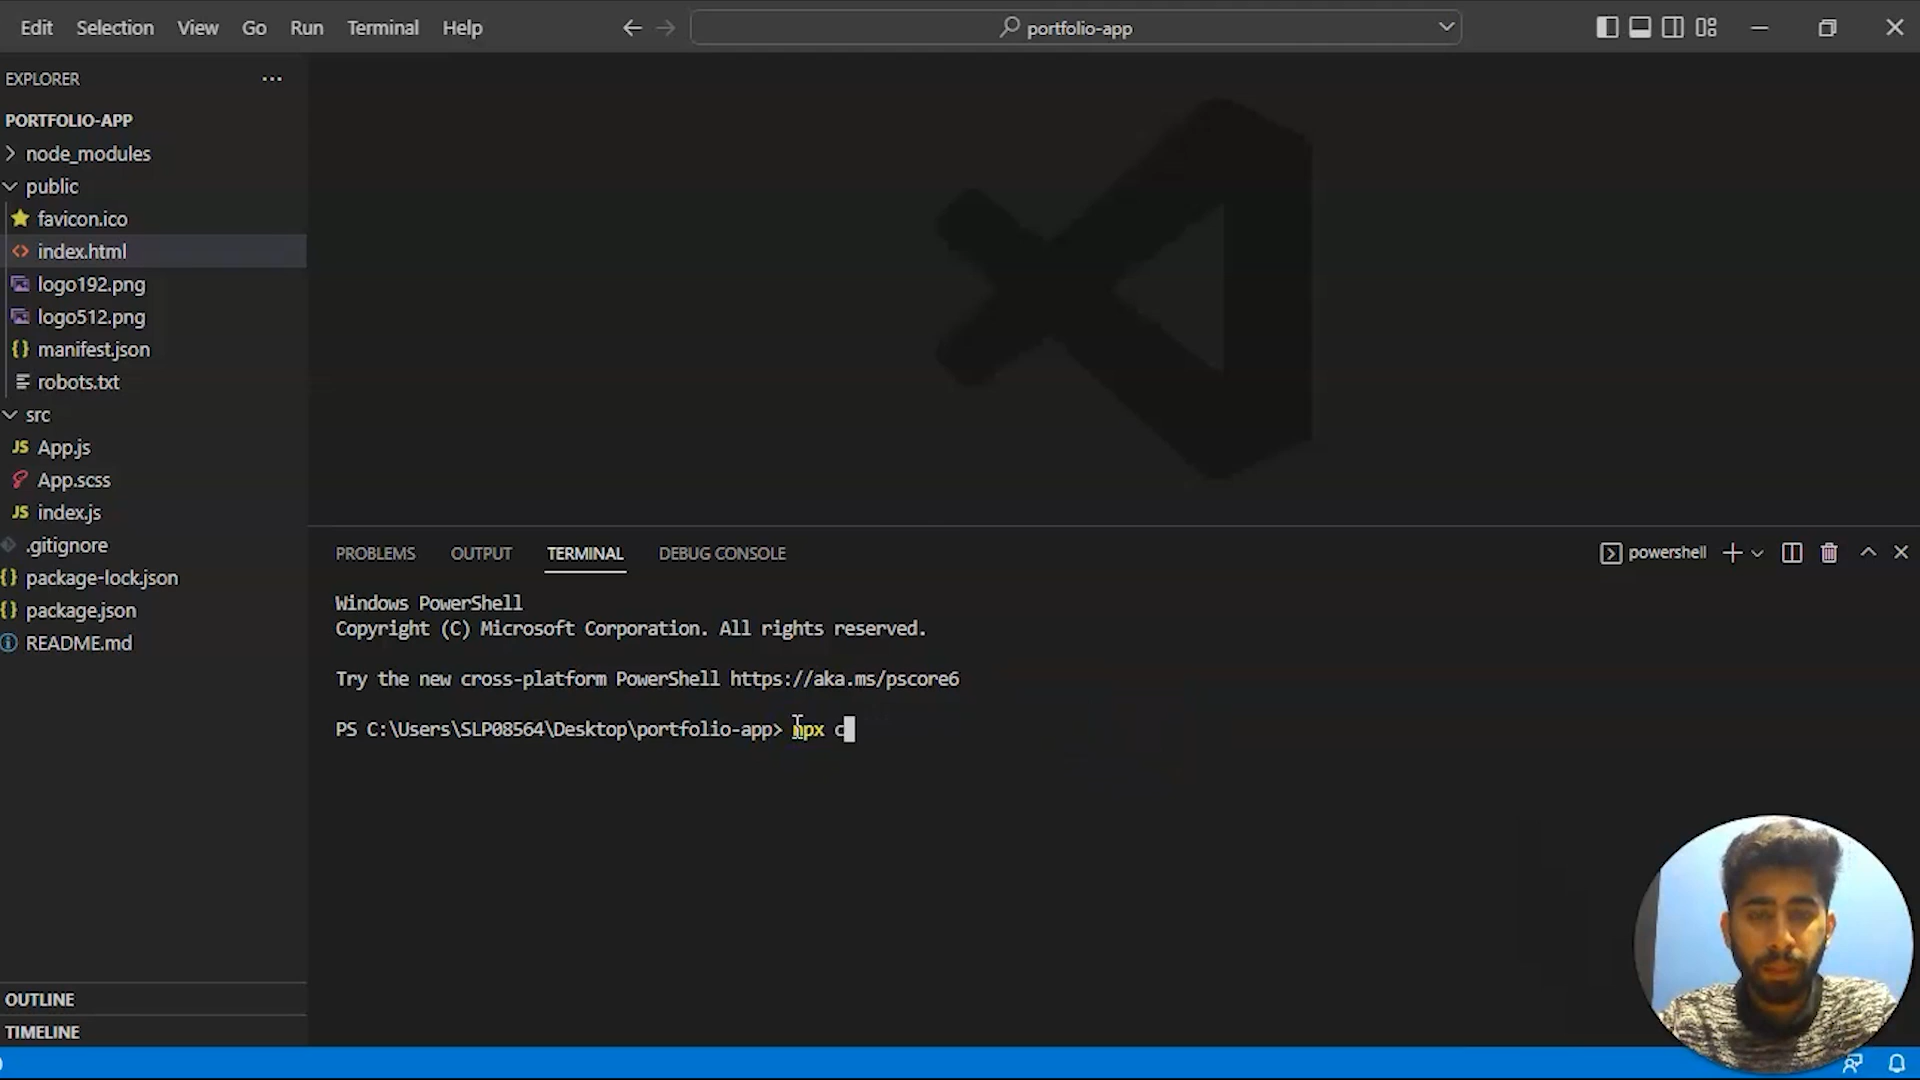 Edit Selection View Go Run Terminal Help
portfolio-app
EXPLORER
PORTFOLIO-APP
node_modules
public
favicon.ico
index.html
logo192.png
logo512.png
manifest.json
robots.txt
src
JS App.js
App.scss
JS index.js
.gitignore
{} package-lock.json
{} package.json
README.md
OUTLINE
TIMELINE
PROBLEMS OUTPUT TERMINAL DEBUG CONSOLE
powershell
Windows PowerShell
Copyright (C) Microsoft Corporation. All rights reserved.
Try the new cross-platform PowerShell https://aka.ms/pscore6
PS C:\Users\SLP08564\Desktop\portfolio-app> npx c